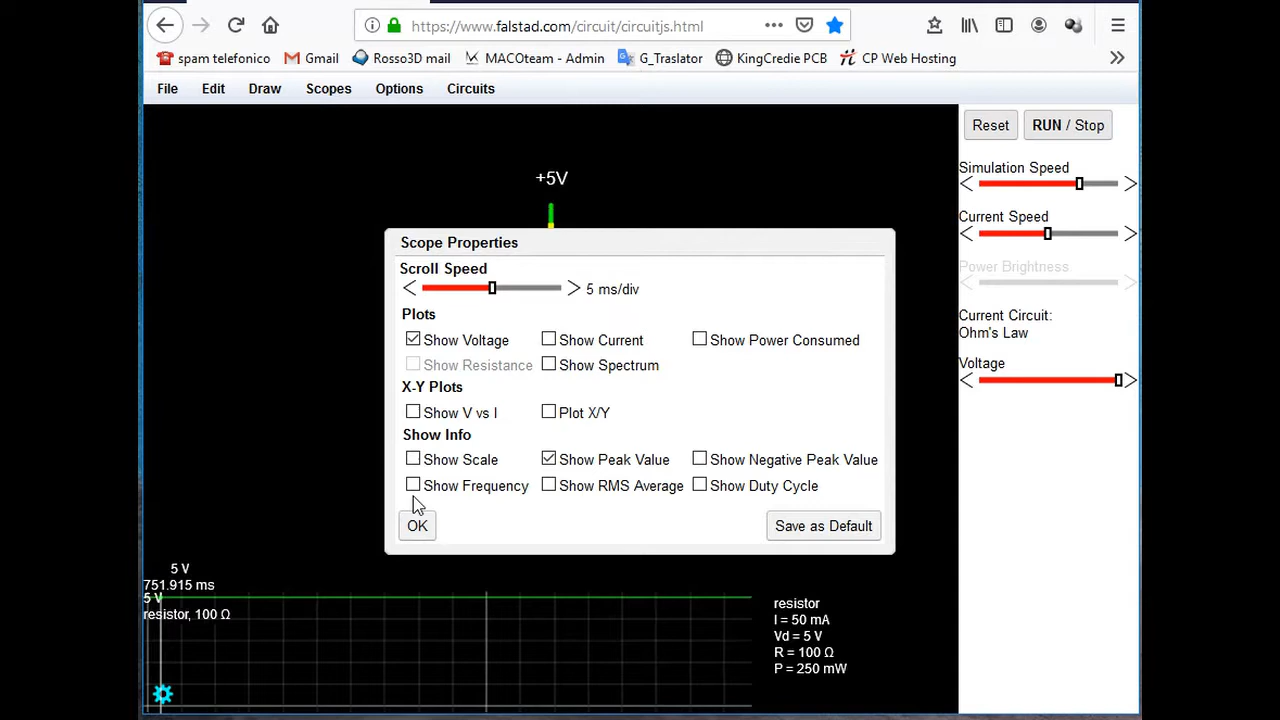 https://www.falstad.com/circuit/circuitjs.html
spam telefonico
Gmail
Rosso3D mail
MACOteam - Admin
G_Traslator
KingCredie PCB
CP Web Hosting
File Edit Draw Scopes Options Circuits
Reset RUN / Stop
Simulation Speed
Current Speed
Power Brightness
Current Circuit:
Ohm's Law
Voltage
+5V
Scope Properties
Scroll Speed
5 ms/div
Plots
Show Voltage Show Current Show Power Consumed
Show Resistance Show Spectrum
X-Y Plots
Show V vs I Plot X/Y
Show Info
Show Scale Show Peak Value Show Negative Peak Value
Show Frequency Show RMS Average Show Duty Cycle
OK Save as Default
5 V
751.915 ms
5 V
resistor, 100 Ω
resistor
I = 50 mA
Vd = 5 V
R = 100 Ω
P = 250 mW